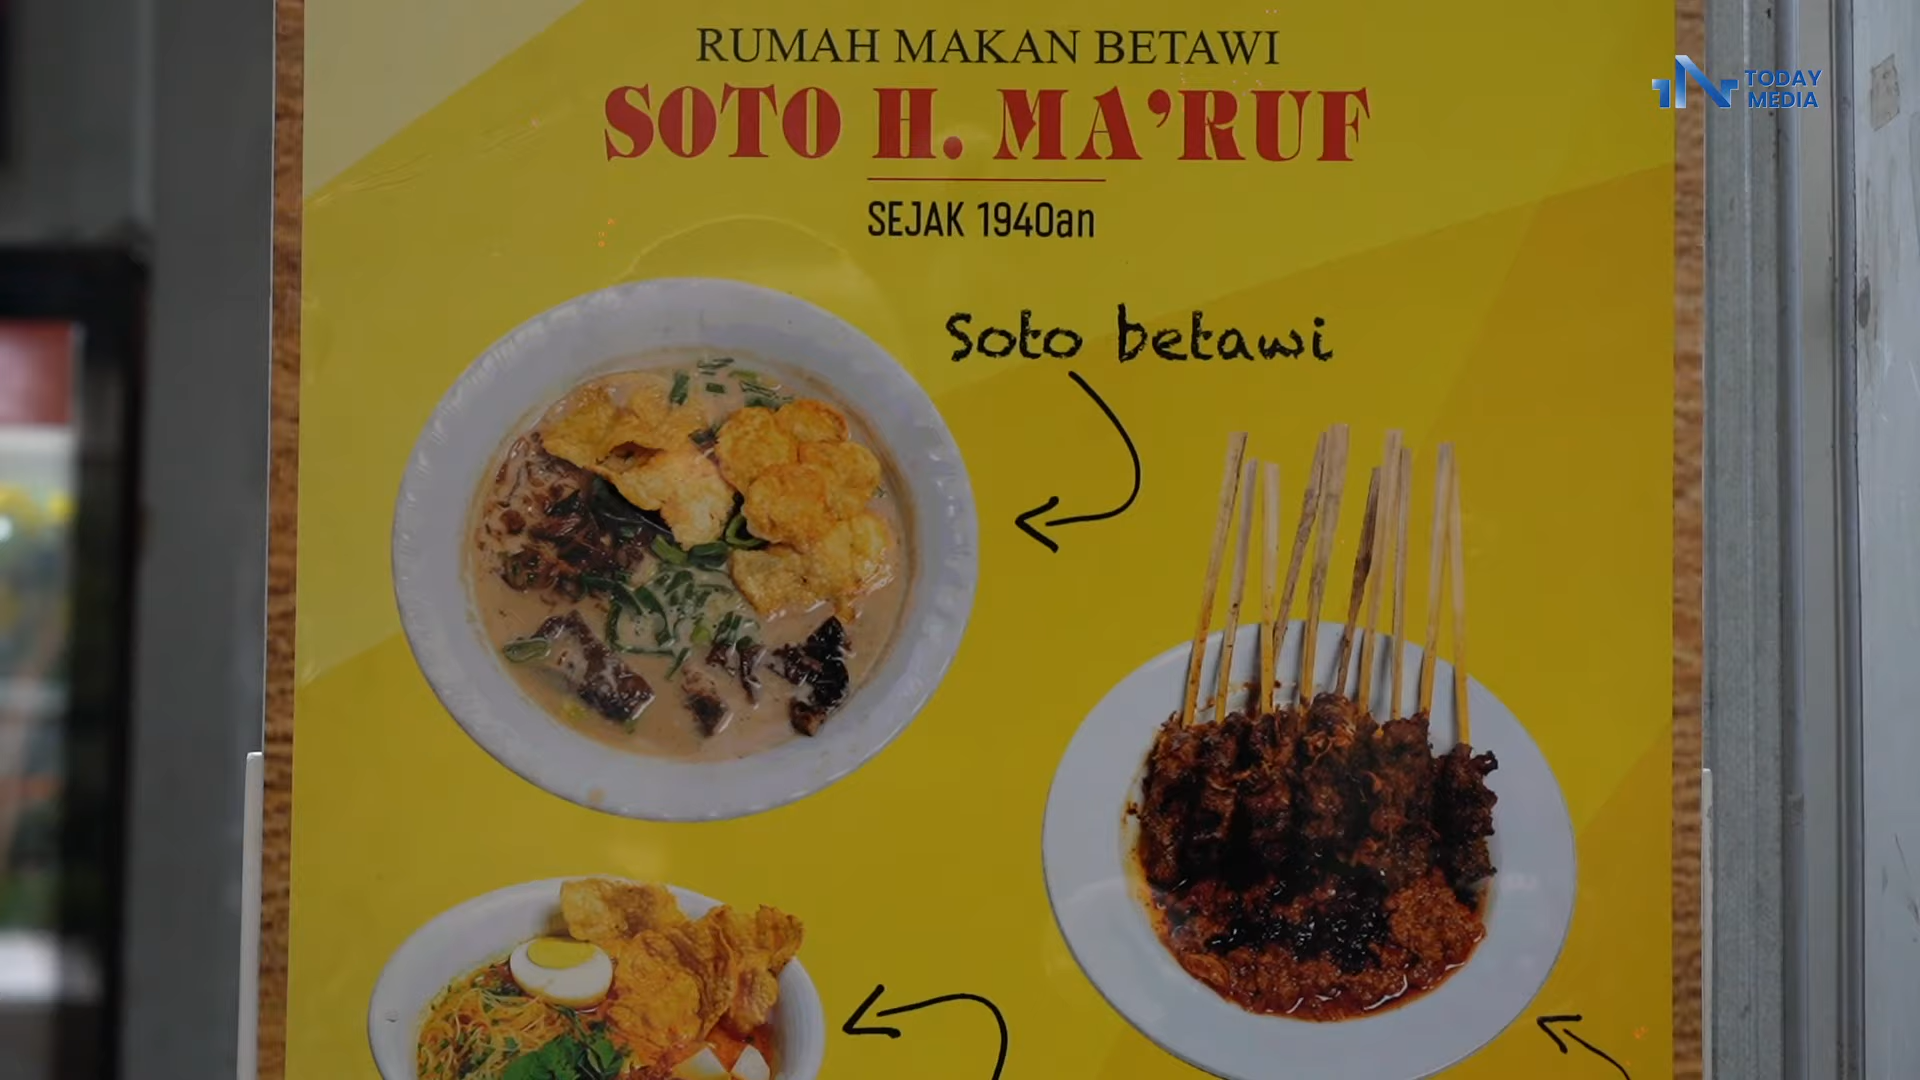 RUMAH MAKAN BETAWI
SOTO H. MA'RUF
SEJAK 1940an
Soto betawi
TODAY
MEDIA